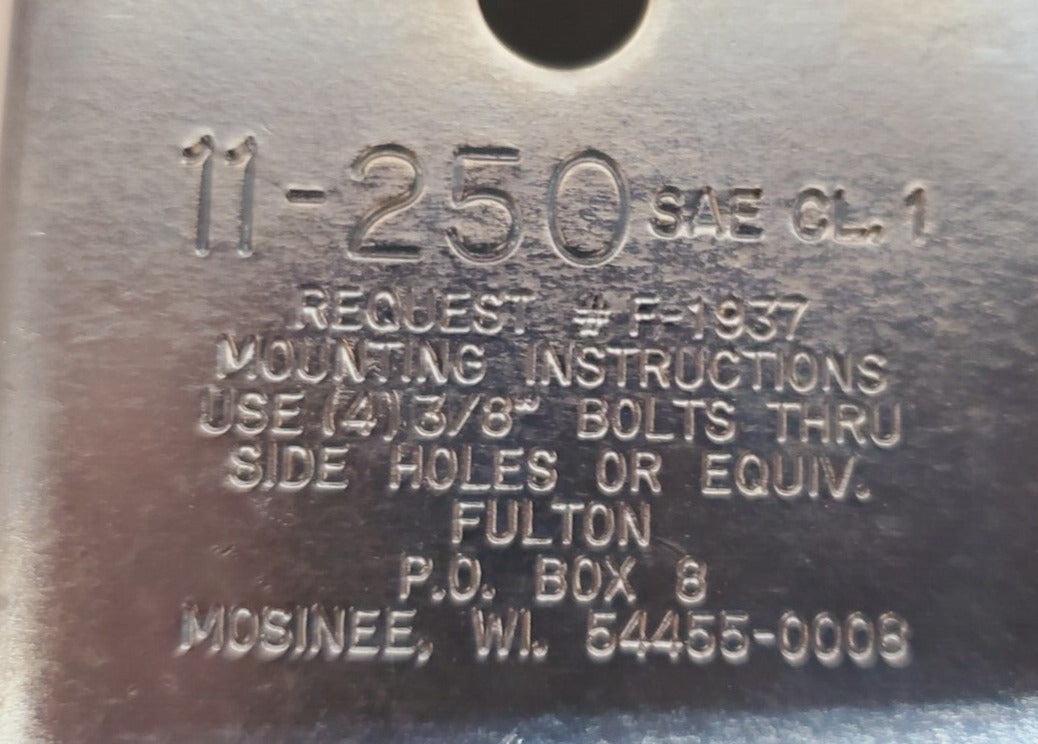 11-250 SAE CL. 1
REQUEST # F-1937
MOUNTING INSTRUCTIONS
USE (4) 3/8" BOLTS THRU
SIDE HOLES OR EQUIV.
FULTON
P.O. BOX 8
MOSINEE, WI. 54455-0008